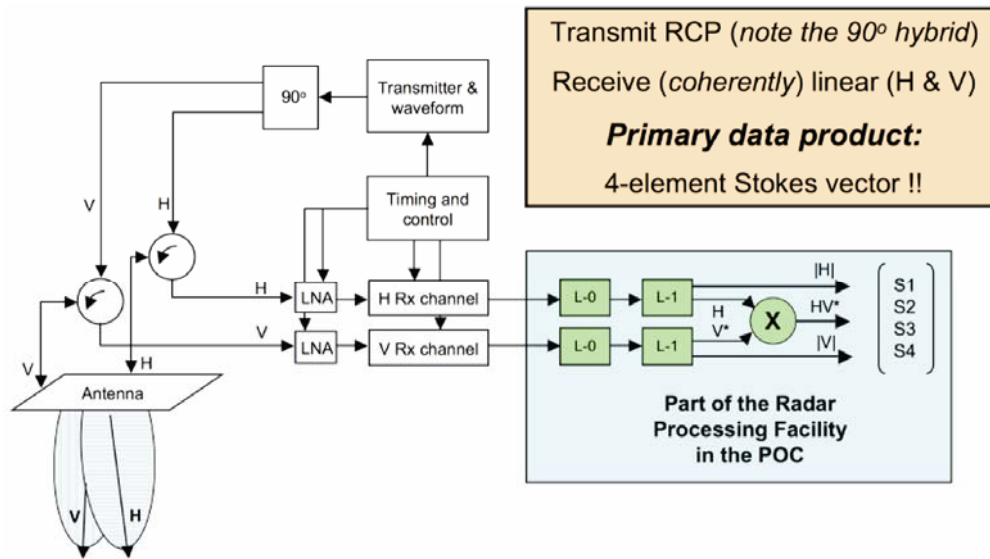 Transmit RCP (note the 90º hybrid)
Receive (coherently) linear (H & V)
Primary data product:
4-element Stokes vector !!
90º
Transmitter &
waveform
Timing and
control
V
H
H
LNA
H Rx channel
V
LNA
V Rx channel
V
H
Antenna
V
H
L-0
L-1
L-0
L-1
H
V*
X
|H|
HV*
|V|
S1
S2
S3
S4
Part of the Radar
Processing Facility
in the POC